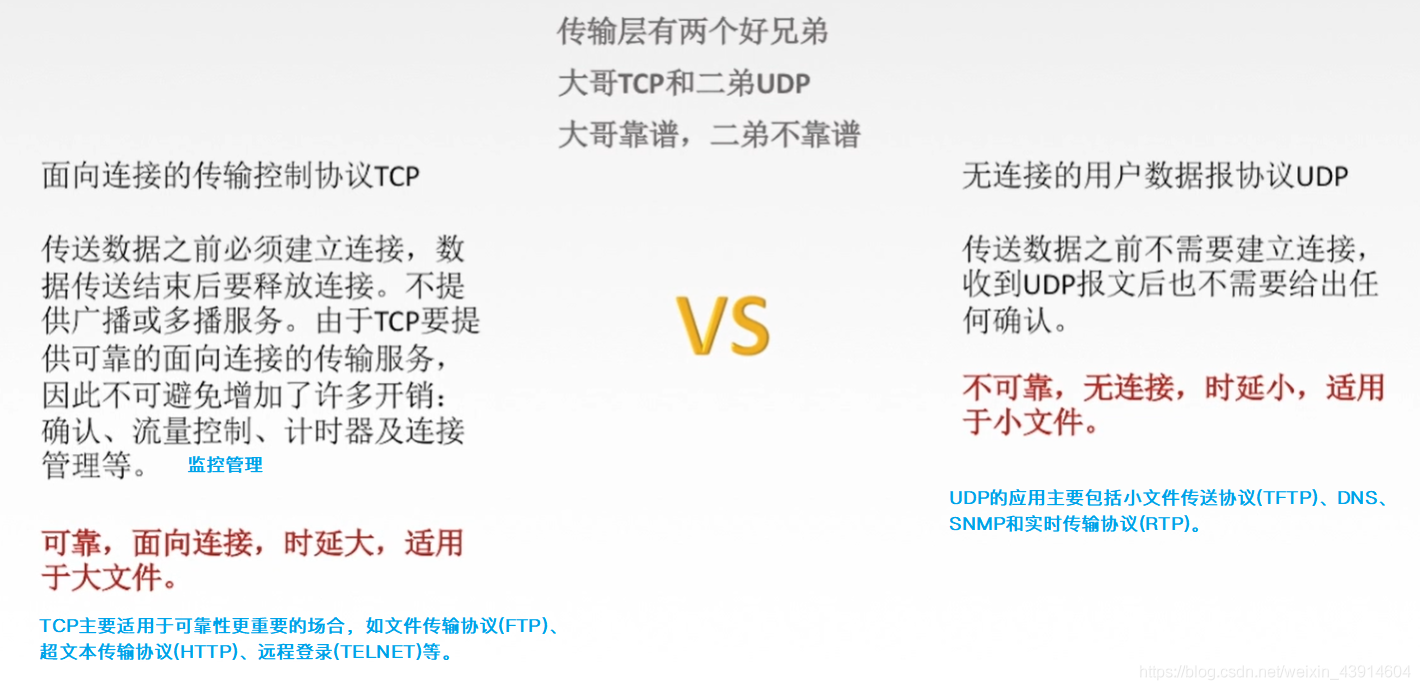 传输层有两个好兄弟
大哥TCP和二弟UDP
大哥靠谱，二弟不靠谱
面向连接的传输控制协议TCP
传送数据之前必须建立连接，数
据传送结束后要释放连接。不提
供广播或多播服务。由于TCP要提
供可靠的面向连接的传输服务，
因此不可避免增加了许多开销：
确认、流量控制、计时器及连接
管理等。 监控管理
可靠，面向连接，时延大，适用
于大文件。
TCP主要适用于可靠性更重要的场合，如文件传输协议(FTP)、
超文本传输协议(HTTP)、远程登录(TELNET)等。
VS
无连接的用户数据报协议UDP
传送数据之前不需要建立连接，
收到UDP报文后也不需要给出任
何确认。
不可靠，无连接，时延小，适用
于小文件。
UDP的应用主要包括小文件传送协议(TFTP)、DNS、
SNMP和实时传输协议(RTP)。
https://blog.csdn.net/weixin_43914604